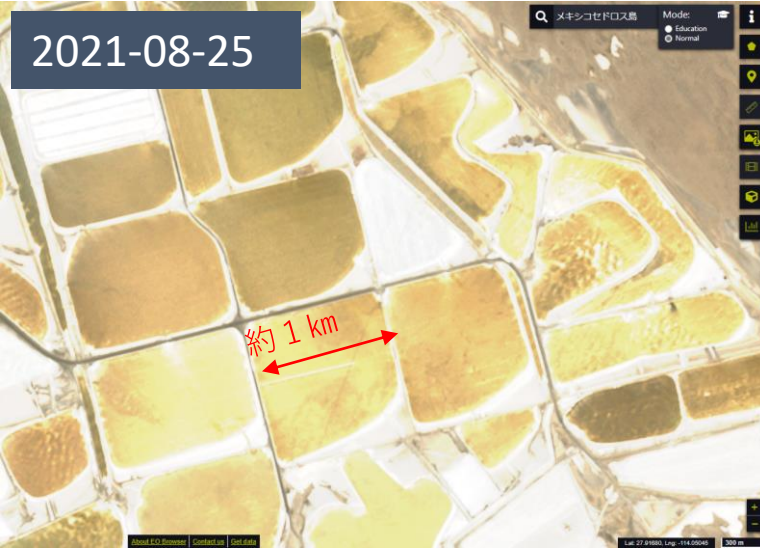 2021-08-25
メキシコセドロス島
Mode:
Education
Normal
約 1 km
About EO Browser
Contact us
Get data
Lat: 27.91680, Lng: -114.05045
300 m